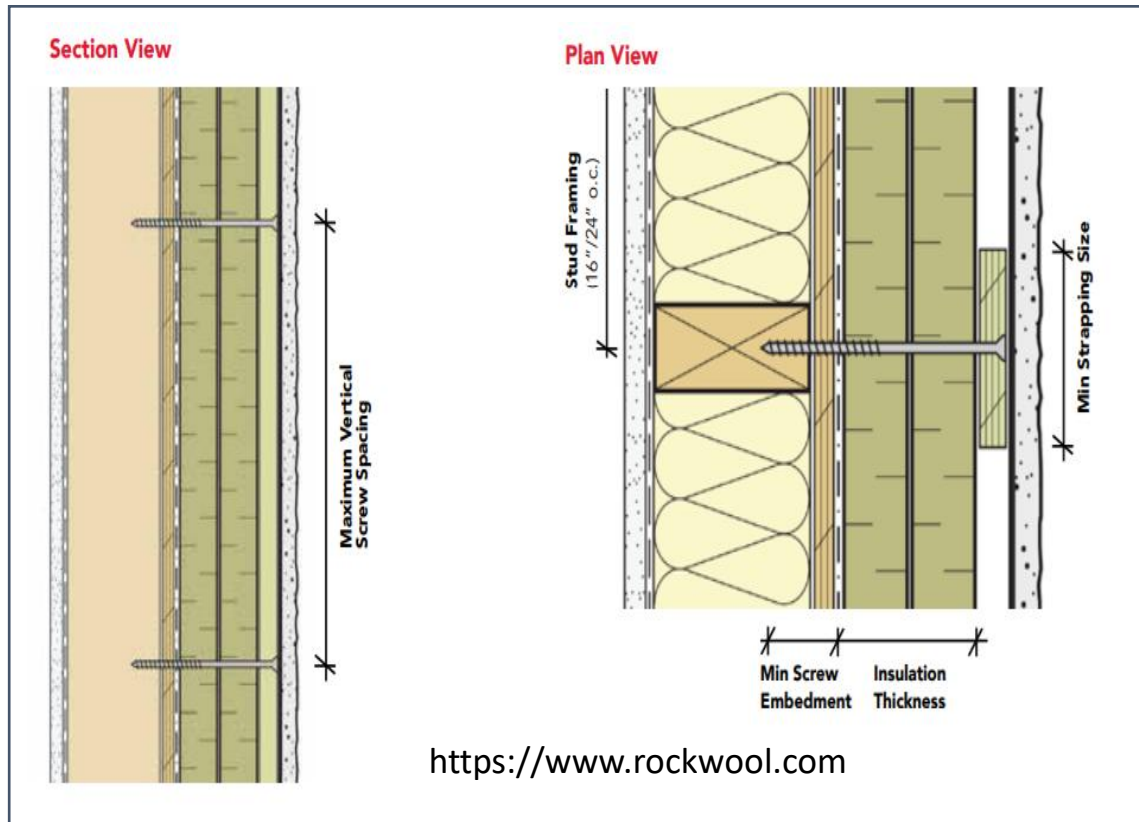 Section View
Plan View
Maximum Vertical
Screw Spacing
Stud Framing
(16"/24" o.c.)
Min Strapping Size
Min Screw
Embedment
Insulation
Thickness
https://www.rockwool.com